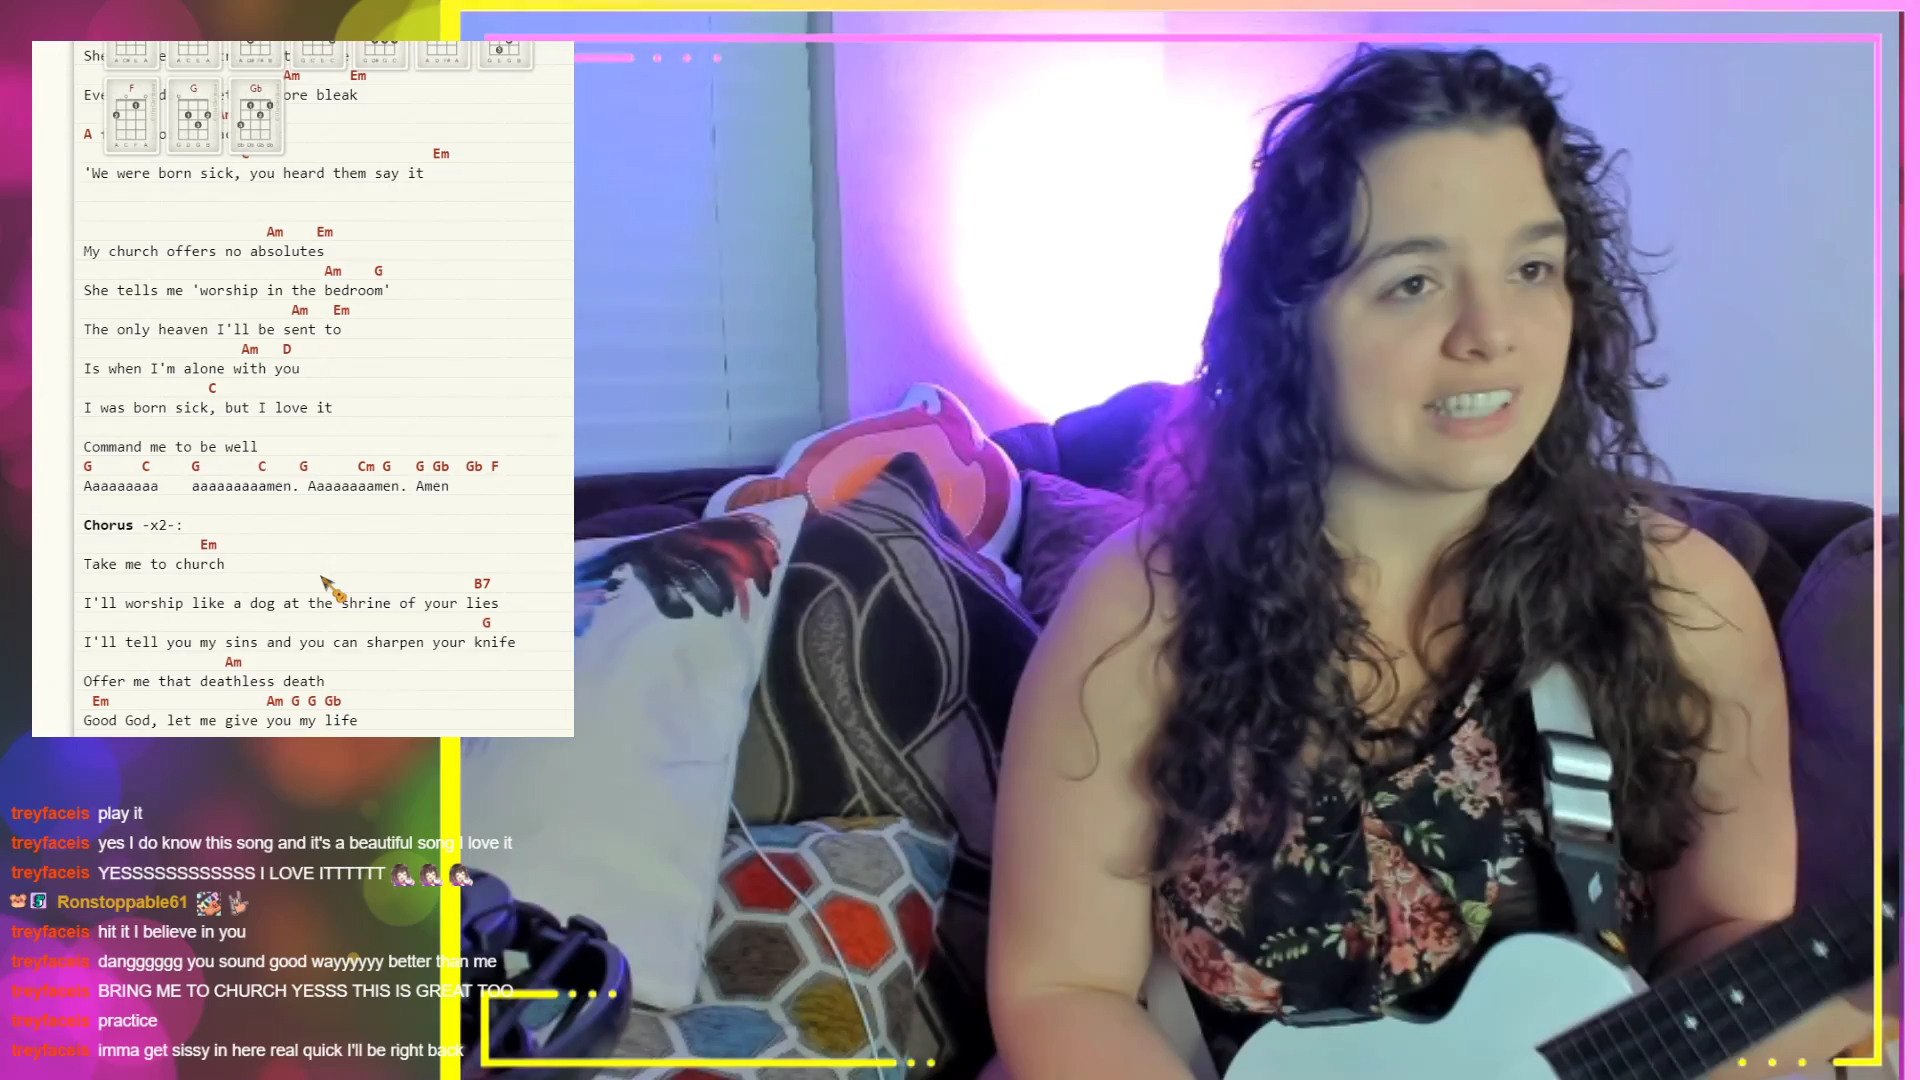 She
Am Em
Eve ore bleak
A
Em
'We were born sick, you heard them say it
Am Em
My church offers no absolutes
Am G
She tells me 'worship in the bedroom'
Am Em
The only heaven I'll be sent to
Am D
Is when I'm alone with you
C
I was born sick, but I love it
Command me to be well
G C G C G Cm G G Gb Gb F
Aaaaaaaaa aaaaaaaaamen. Aaaaaaaamen. Amen
Chorus -x2-:
Em
Take me to church
B7
I'll worship like a dog at the shrine of your lies
G
I'll tell you my sins and you can sharpen your knife
Am
Offer me that deathless death
Em Am G G Gb
Good God, let me give you my life
F G Gb
treyfaceis play it
treyfaceis yes I do know this song and it's a beautiful song I love it
treyfaceis YESSSSSSSSSSSS I LOVE ITTTTTT
Ronstoppable61
treyfaceis hit it I believe in you
treyfaceis dangggggg you sound good wayyyyyy better than me
treyfaceis BRING ME TO CHURCH YESSS THIS IS GREAT TOO
treyfaceis practice
treyfaceis imma get sissy in here real quick I'll be right back